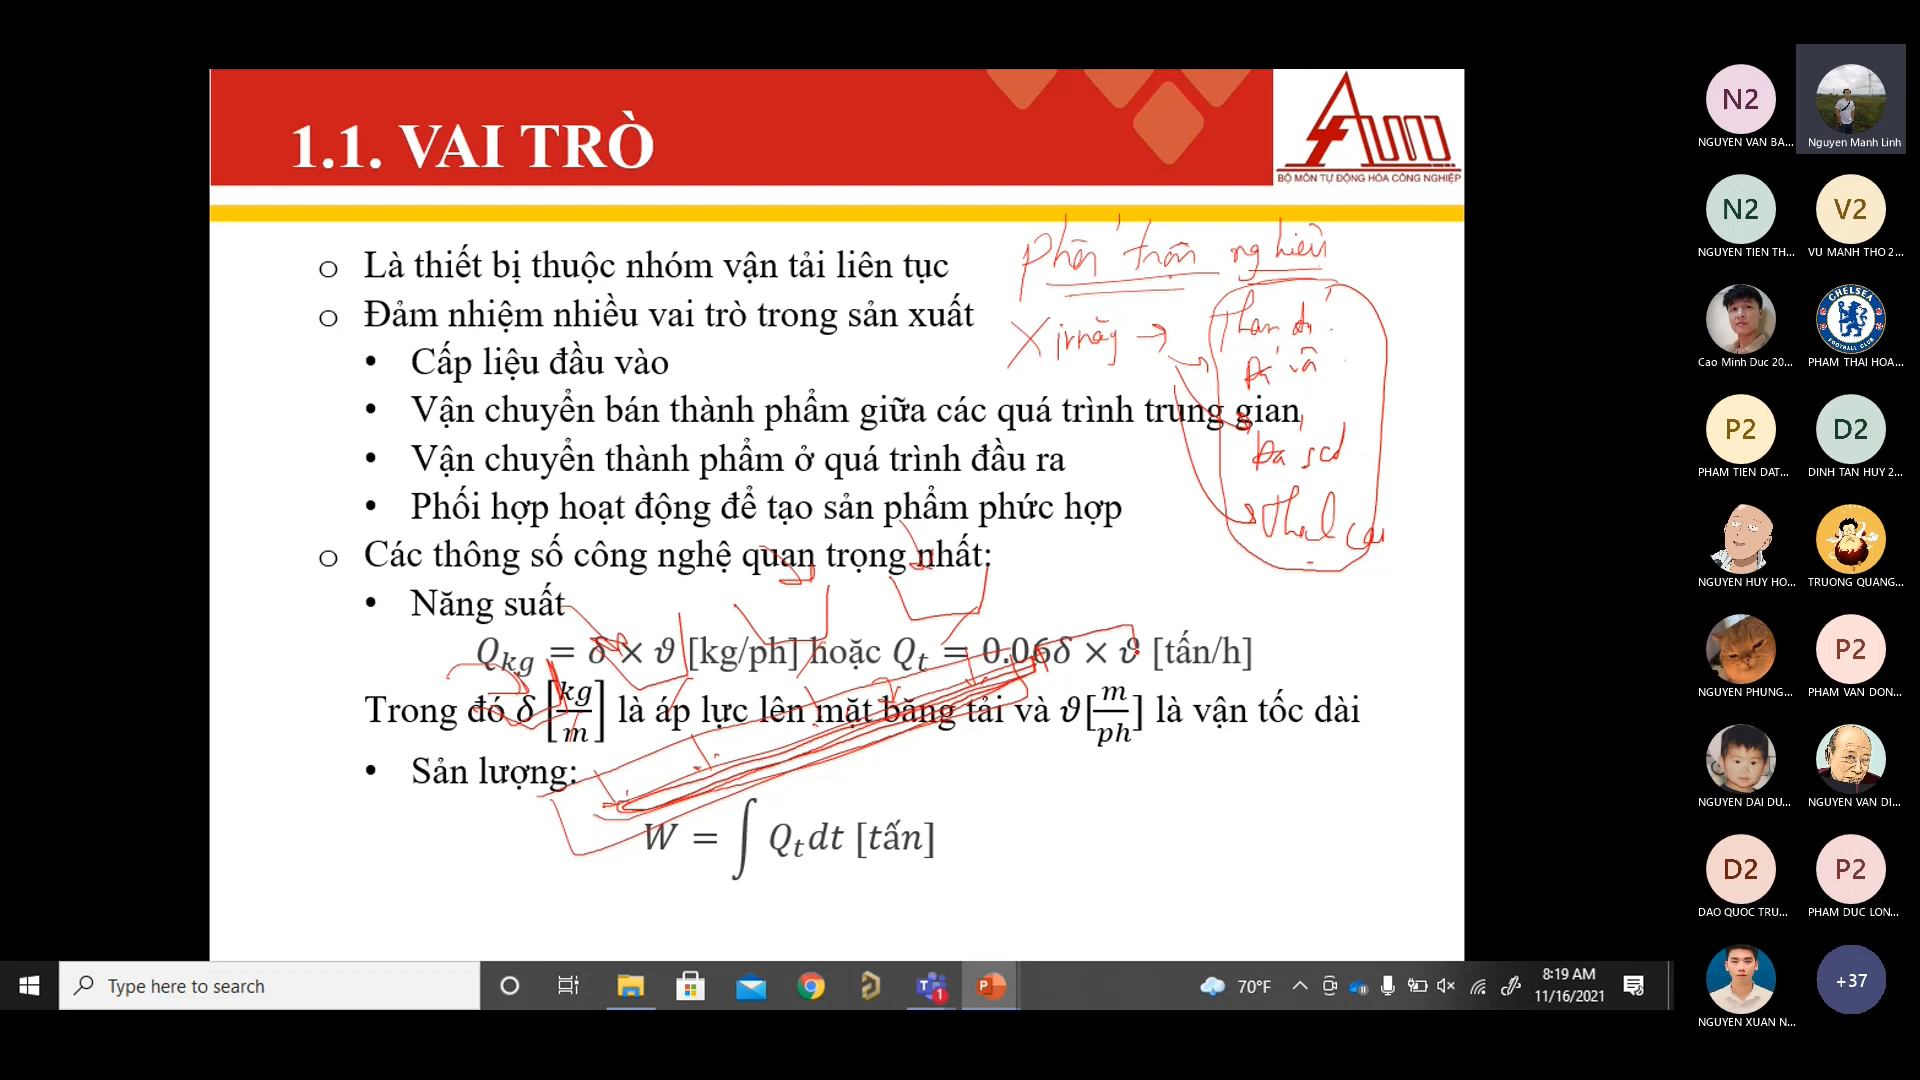 1.1. VAI TRÒ
BỘ MÔN TỰ ĐỘNG HÓA CÔNG NGHIỆP
o Là thiết bị thuộc nhóm vận tải liên tục
o Đảm nhiệm nhiều vai trò trong sản xuất
• Cấp liệu đầu vào
• Vận chuyển bán thành phẩm giữa các quá trình trung gian
• Vận chuyển thành phẩm ở quá trình đầu ra
• Phối hợp hoạt động để tạo sản phẩm phức hợp
o Các thông số công nghệ quan trọng nhất:
• Năng suất
Qkg = δ × ϑ [kg/ph] hoặc Qt = 0.06δ × ϑ [tấn/h]
Trong đó δ [kg/m] là áp lực lên mặt băng tải và ϑ[m/ph] là vận tốc dài
• Sản lượng:
W = ∫ Qtdt [tấn]
N2
NGUYEN VAN BA...
Nguyen Manh Linh
N2
NGUYEN TIEN TH...
V2
VU MANH THO 2...
Cao Minh Duc 20...
CHELSEA
FOOTBALL CLUB
PHAM THAI HOA...
P2
PHAM TIEN DAT...
D2
DINH TAN HUY 2...
NGUYEN HUY HO...
TRUONG QUANG...
NGUYEN PHUNG...
P2
PHAM VAN DON...
NGUYEN DAI DU...
NGUYEN VAN DI...
D2
DAO QUOC TRU...
P2
PHAM DUC LON...
NGUYEN XUAN N...
+37
Type here to search
1
70°F
8:19 AM
11/16/2021